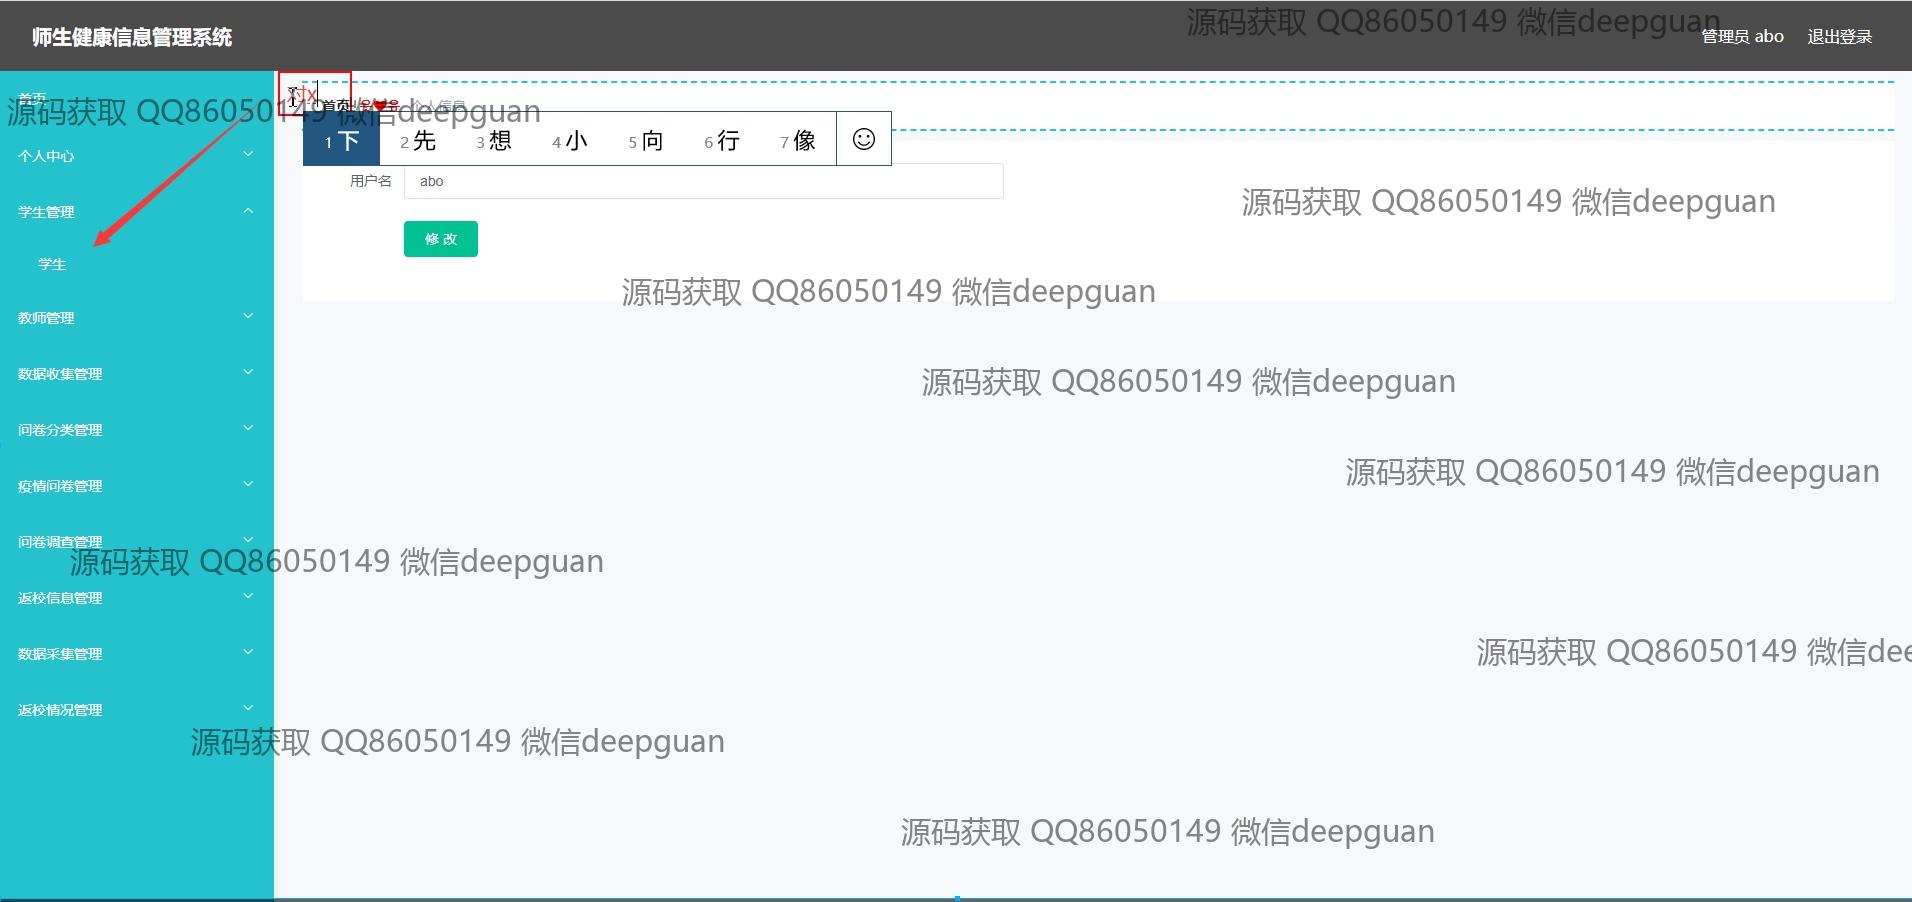 师生健康信息管理系统
源码获取 QQ86050149 微信deepguan
管理员 abo
退出登录
首页
源码获取 QQ86050149 微信deepguan
对x
首页
个人信息
1 下 2 先 3 想 4 小 5 向 6 行 7 像
个人中心
用户名
abo
源码获取 QQ86050149 微信deepguan
学生管理
修 改
学生
源码获取 QQ86050149 微信deepguan
教师管理
数据收集管理
源码获取 QQ86050149 微信deepguan
问卷分类管理
源码获取 QQ86050149 微信deepguan
疫情问卷管理
问卷调查管理
源码获取 QQ86050149 微信deepguan
返校信息管理
数据采集管理
源码获取 QQ86050149 微信dee
返校情况管理
源码获取 QQ86050149 微信deepguan
源码获取 QQ86050149 微信deepguan